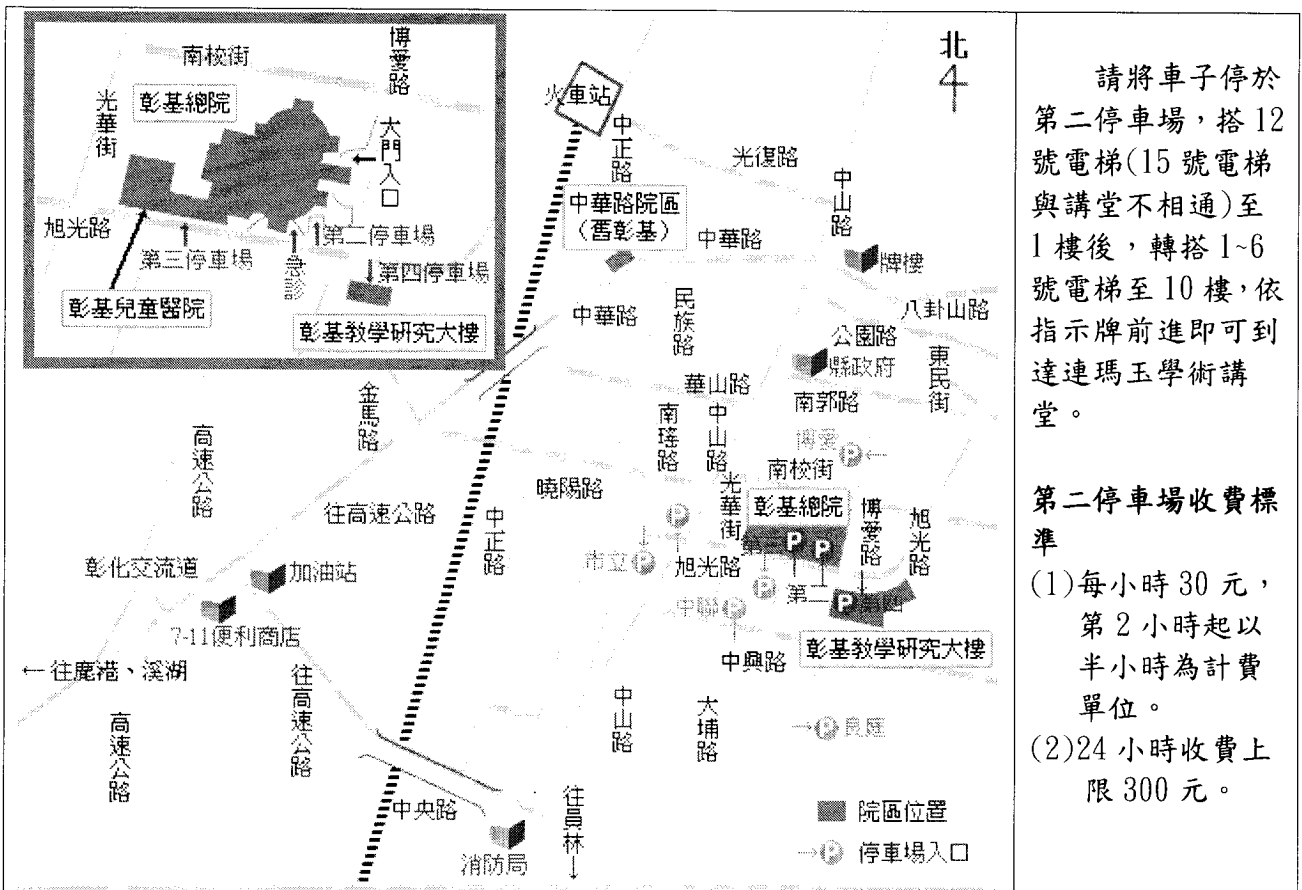 南校街
博愛路
彰基總院
光華街
大門入口
旭光路
第三停車場
急診
第二停車場
第四停車場
彰基兒童醫院
彰基教學研究大樓
北
火車站
中正路
光復路
中山路
中華路院區
(舊彰基)
中華路
牌樓
八卦山路
中華路
民族路
公園路
縣政府
東民街
華山路
南郭路
金馬路
南瑤路
中山路
博愛
P
←
南校街
高速公路
曉陽路
光華街
彰基總院
博愛路
旭光路
往高速公路
中正路
P
第三
P
P
彰化交流道
加油站
市立
P
旭光路
P
第二
P
第四
中聯
P
7-11便利商店
中興路
彰基教學研究大樓
←往鹿港、溪湖
往高速公路
高速公路
中山路
大埔路
→P良庭
中央路
往員林
↓
消防局
院區位置
→P 停車場入口
請將車子停於
第二停車場,搭 12
號電梯(15 號電梯
與講堂不相通)至
1 樓後,轉搭 1~6
號電梯至 10 樓,依
指示牌前進即可到
達連瑪玉學術講
堂。
第二停車場收費標
準
(1)每小時 30 元,
第 2 小時起以
半小時為計費
單位。
(2)24 小時收費上
限 300 元。